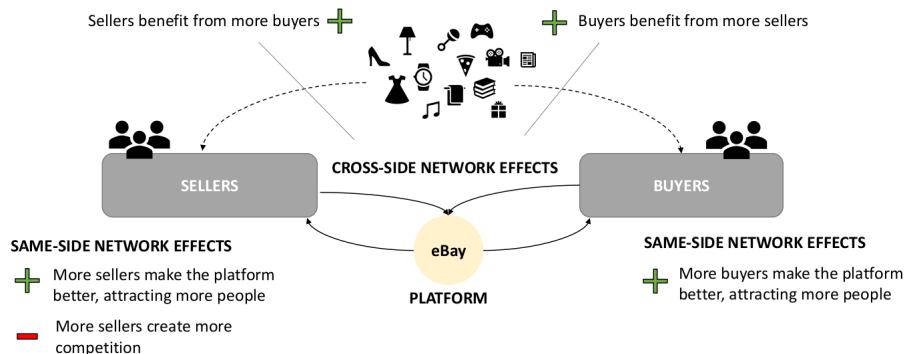 Sellers benefit from more buyers
Buyers benefit from more sellers
CROSS-SIDE NETWORK EFFECTS
SELLERS
BUYERS
eBay
PLATFORM
SAME-SIDE NETWORK EFFECTS
More sellers make the platform
better, attracting more people
More sellers create more
competition
SAME-SIDE NETWORK EFFECTS
More buyers make the platform
better, attracting more people